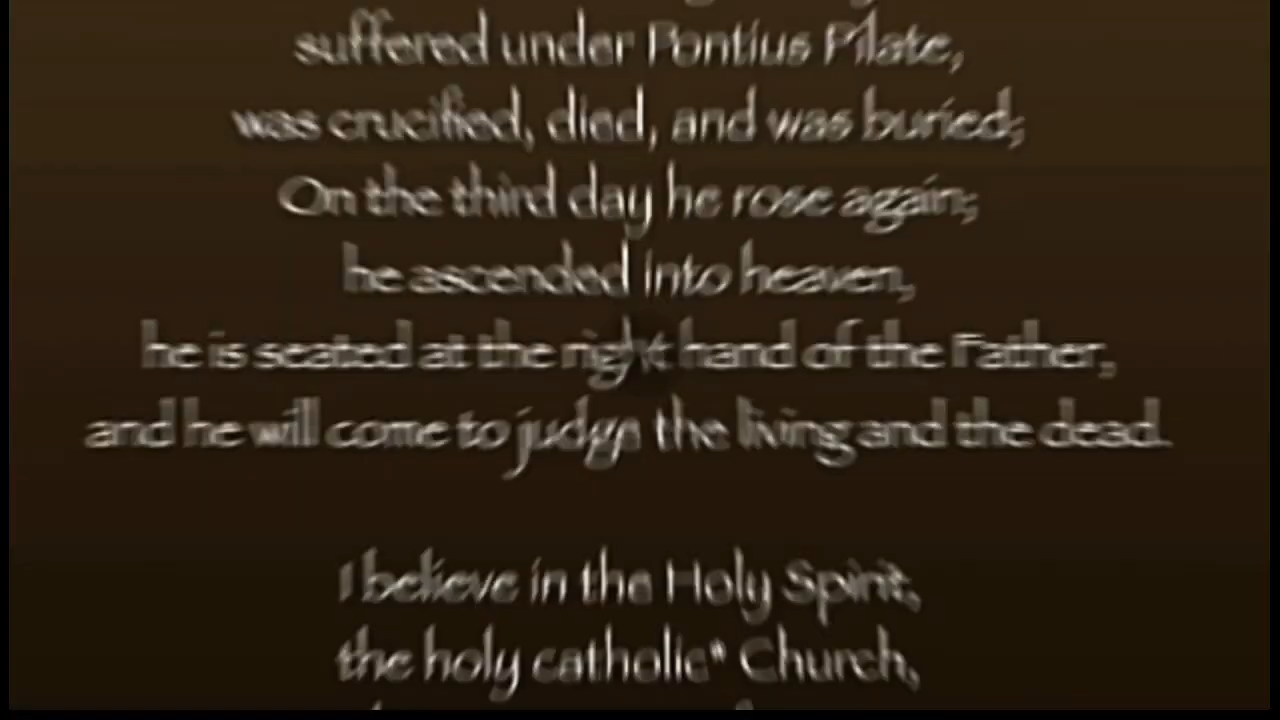 suffered under Pontius Pilate,
was crucified, died, and was buried;
On the third day he rose again;
he ascended into heaven,
he is seated at the right hand of the Father,
and he will come to judge the living and the dead.
I believe in the Holy Spirit,
the holy catholic* Church,